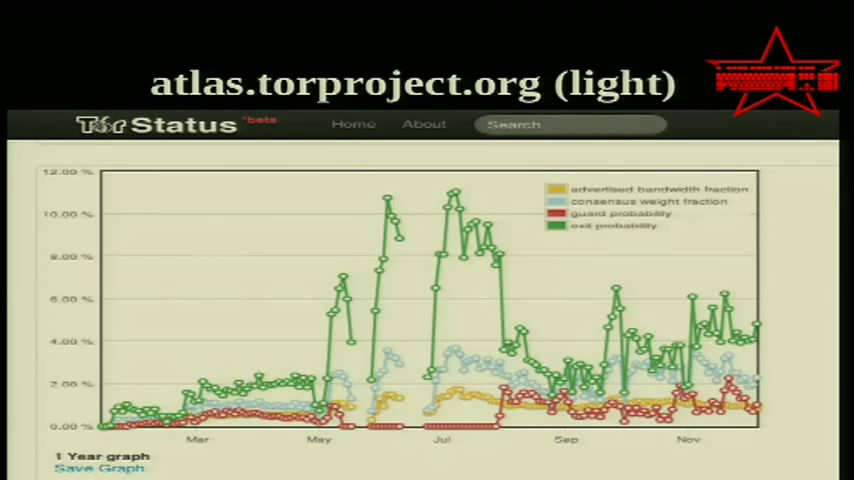 atlas.torproject.org (light)
Tor Status *beta Home About Search
12.00 %
10.00 %
8.00 %
6.00 %
4.00 %
2.00 %
0.00 %
advertised bandwidth fraction
consensus weight fraction
guard probability
exit probability
Mar May Jul Sep Nov
1 Year graph
Save Graph